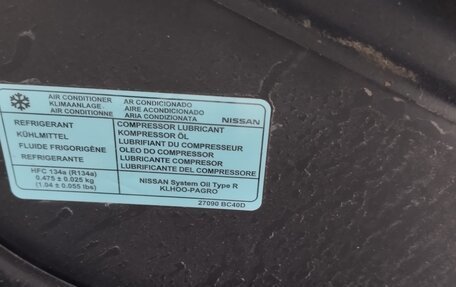 AIR CONDITIONER AR CONDICIONADO
KLIMAANLAGE AIRE ACONDICIONADO
AIR CONDITIONNE ARIA CONDIZIONATA NISSAN
REFRIGERANT
KÜHLMITTEL
FLUIDE FRIGORIGÈNE
REFRIGERANTE
COMPRESSOR LUBRICANT
KOMPRESSOR ÖL
LUBRIFIANT DU COMPRESSEUR
OLEO DO COMPRESSOR
LUBRICANTE COMPRESOR
LUBRIFICANTE DEL COMPRESSORE
HFC 134a (R134a)
0.475 ± 0.025 kg
(1.04 ± 0.055 lbs)
NISSAN System Oil Type R
KLHOO-PAGRO
27090 BC40D